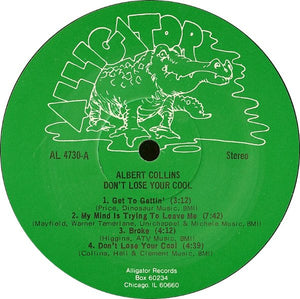 ALLIGATOR
AL 4730-A
Stereo
ALBERT COLLINS
DON'T LOSE YOUR COOL
1. Get To Gettin' (3:12)
(Price, Dinosaur Music, BMI)
2. My Mind Is Trying To Leave Me (7:42)
(Mayfield, Warner Tamerlane, Unichappell & Michele Music, BMI)
3. Broke (4:12)
(Higgins, ATV Music, BMI)
4. Don't Lose Your Cool (4:39)
(Collins, Hall & Clement Music, BMI)
Alligator Records
Box 60234
Chicago, IL 60660